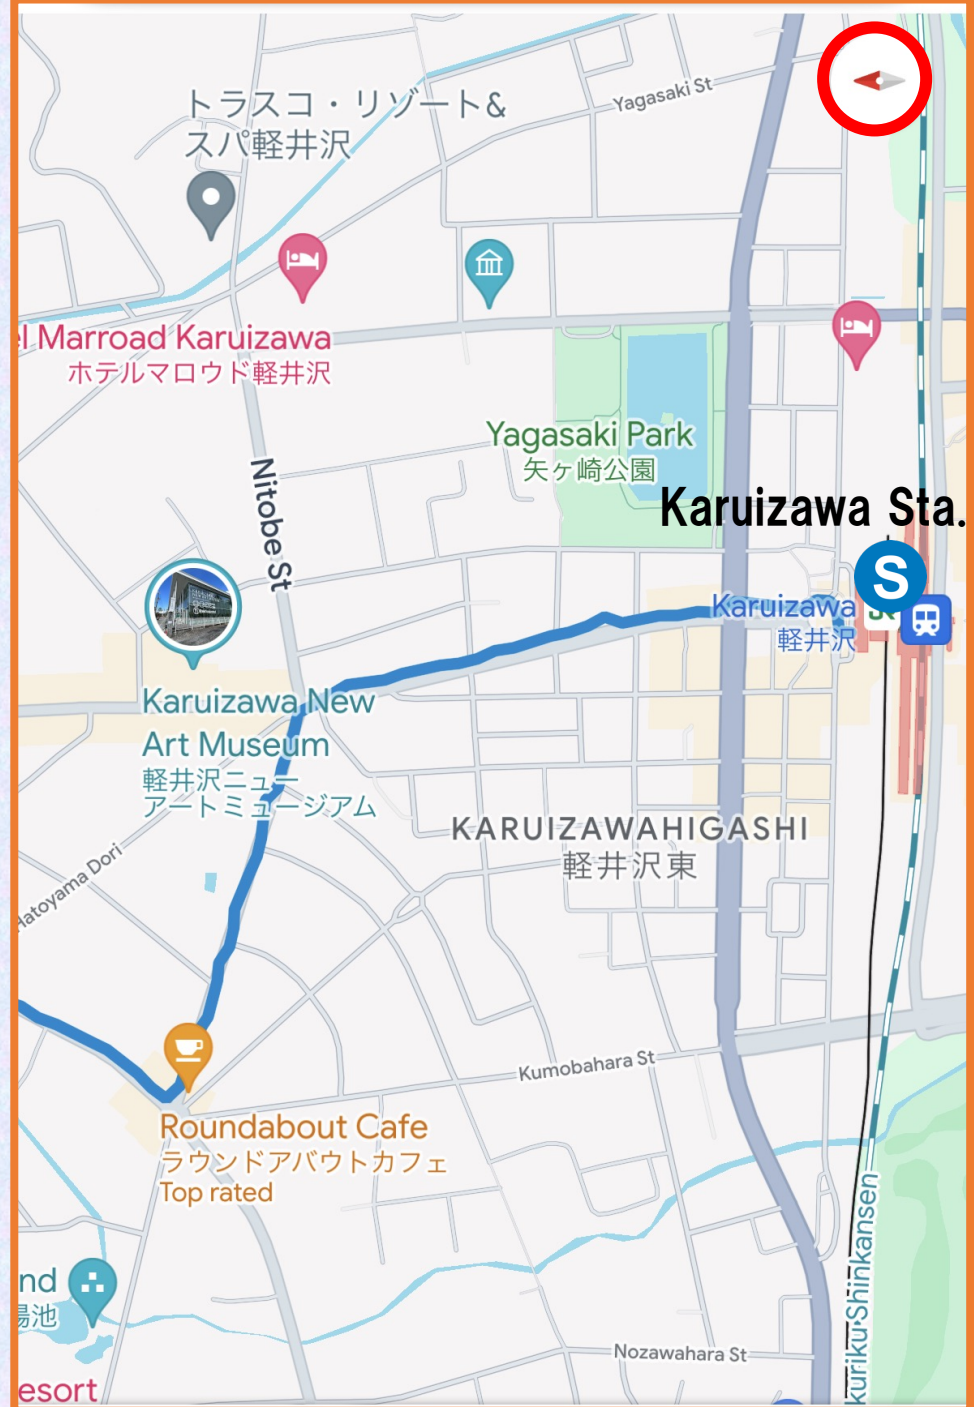 トラスコ・リゾート&
スパ軽井沢
Yagasaki St
l Marroad Karuizawa
ホテルマロウド軽井沢
Yagasaki Park
矢ヶ崎公園
Nitobe St
Karuizawa Sta.
S
Karuizawa
軽井沢
Karuizawa New
Art Museum
軽井沢ニュー
アートミュージアム
KARUIZAWAHIGASHI
軽井沢東
Hatoyama Dori
Kumobahara St
Roundabout Cafe
ラウンドアバウトカフェ
Top rated
kuriku Shinkansen
nd
場池
Nozawahara St
esort